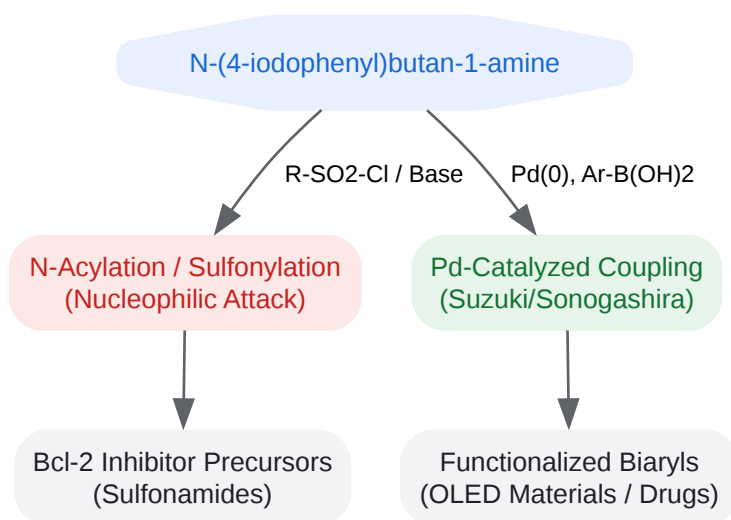 N-(4-iodophenyl)butan-1-amine
R-SO2-Cl / Base
Pd(0), Ar-B(OH)2
N-Acylation / Sulfonylation
(Nucleophilic Attack)
Pd-Catalyzed Coupling
(Suzuki/Sonogashira)
Bcl-2 Inhibitor Precursors
(Sulfonamides)
Functionalized Biaryls
(OLED Materials / Drugs)